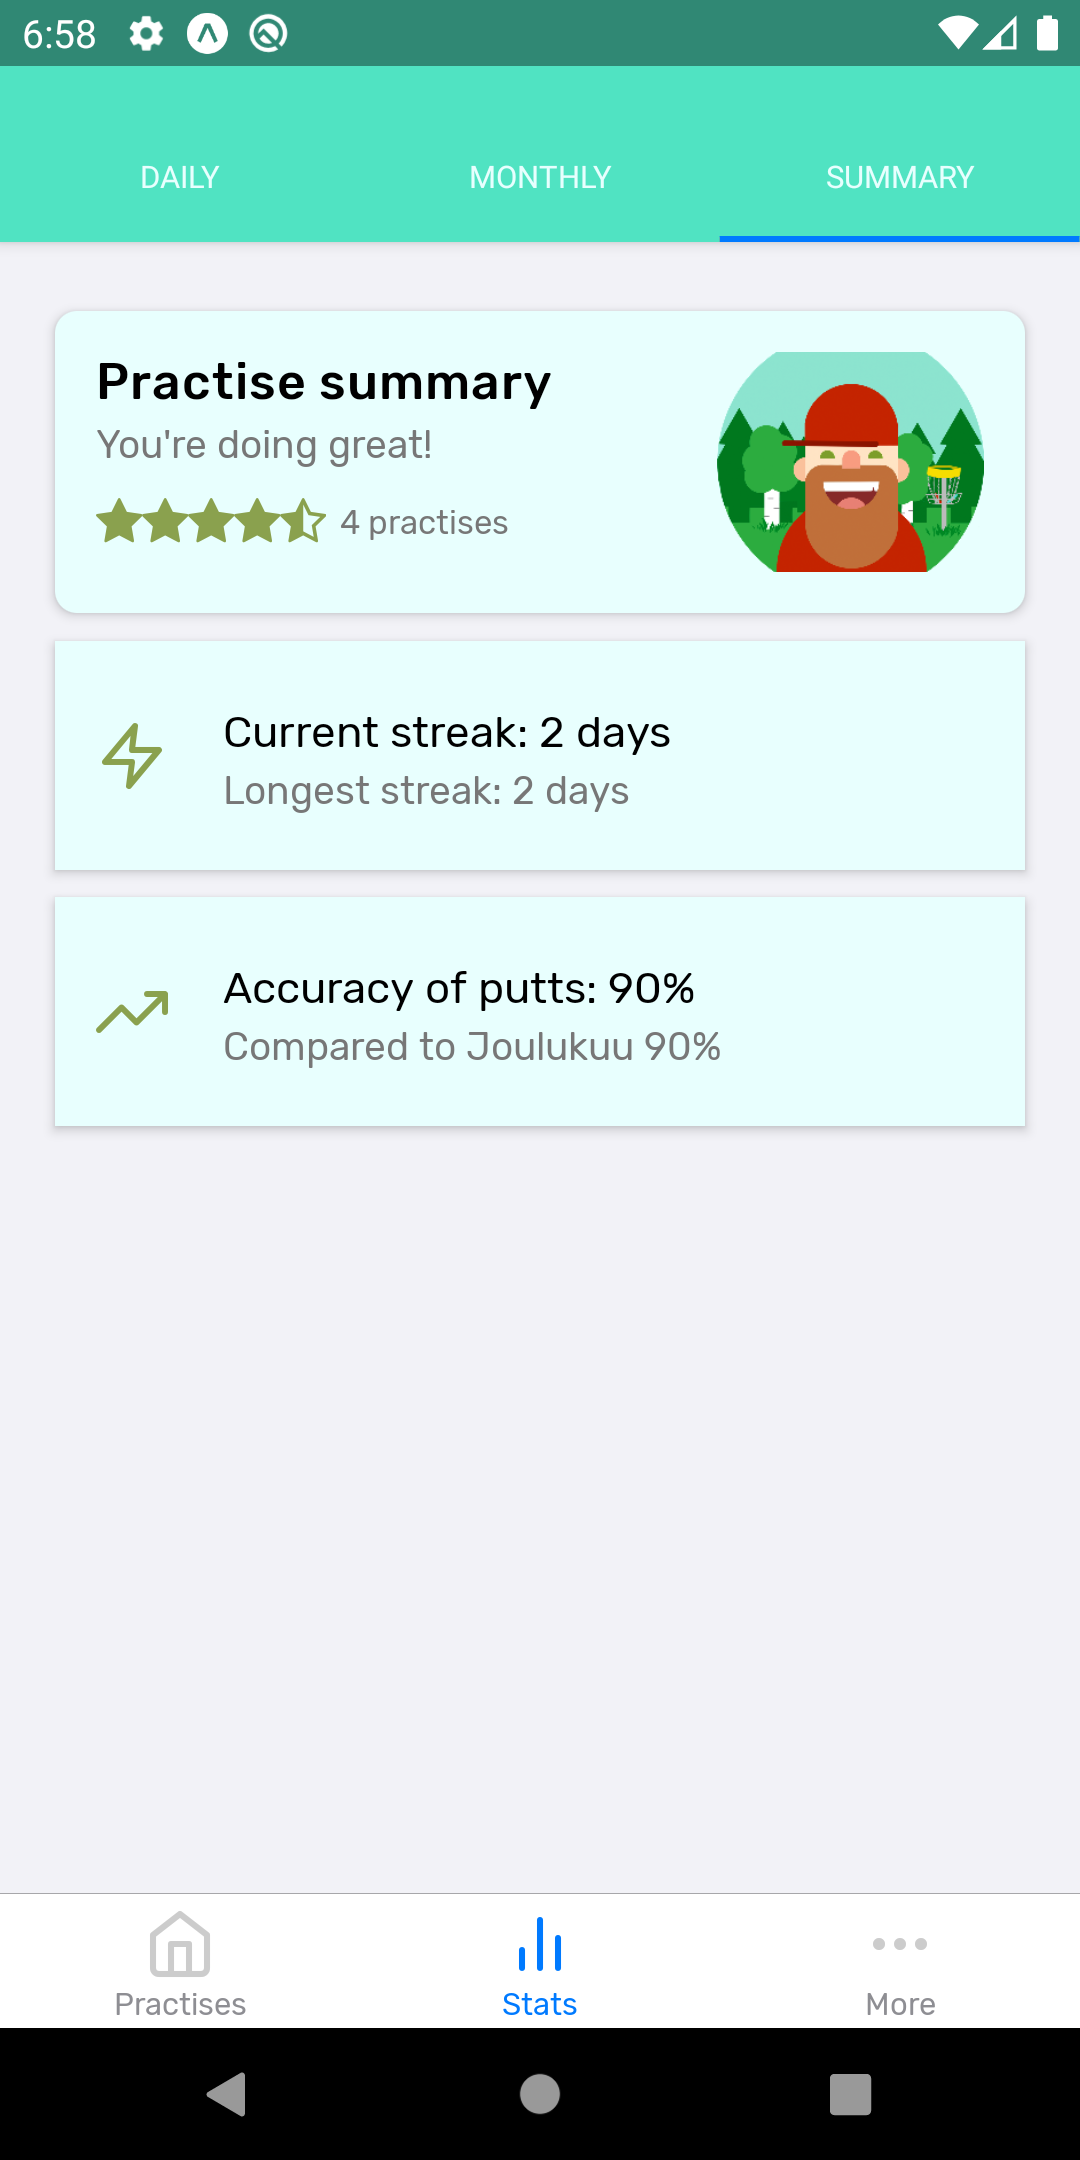 6:58
DAILY MONTHLY SUMMARY
Practise summary
You're doing great!
4 practises
Current streak: 2 days
Longest streak: 2 days
Accuracy of putts: 90%
Compared to Joulukuu 90%
Practises Stats More